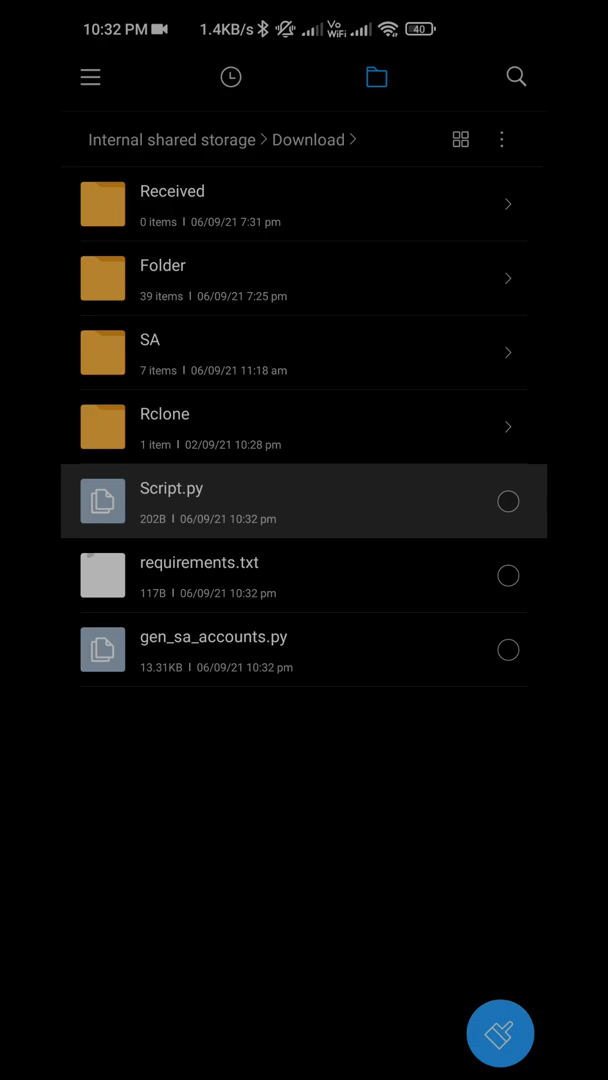 10:32 PM 1.4KB/s Vo WiFi 40
Internal shared storage > Download >
Received
0 items | 06/09/21 7:31 pm
Folder
39 items | 06/09/21 7:25 pm
SA
7 items | 06/09/21 11:18 am
Rclone
1 item | 02/09/21 10:28 pm
Script.py
202B | 06/09/21 10:32 pm
requirements.txt
117B | 06/09/21 10:32 pm
gen_sa_accounts.py
13.31KB | 06/09/21 10:32 pm